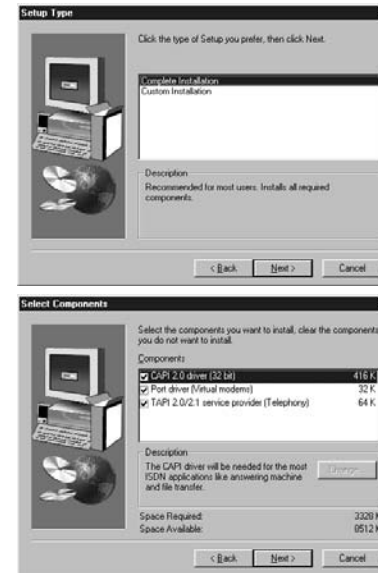 Setup Type
Click the type of Setup you prefer, then click Next.
Complete Installation
Custom Installation
Description
Recommended for most users. Installs all required
components.
< Back
Next >
Cancel
Select Components
Select the components you want to install, clear the components
you do not want to install.
Components
CAPI 2.0 driver (32 bit) 416 K
Port driver (Virtual modems) 32 K
TAPI 2.0/2.1 service provider (Telephony) 64 K
Description
The CAPI driver will be needed for the most
ISDN applications like answering machine
and file transfer.
Change...
Space Required: 3328 K
Space Available: 8512 K
< Back
Next >
Cancel